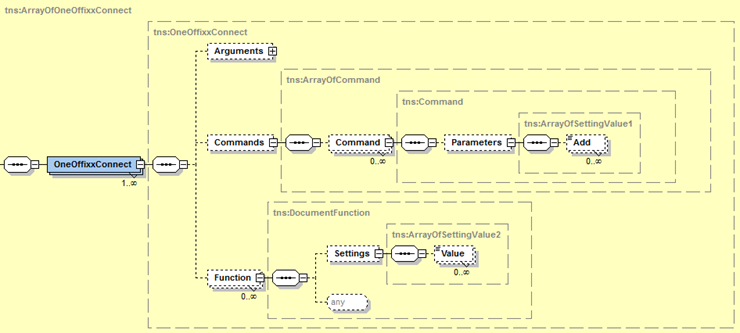 tns:ArrayOfOneOffixxConnect
tns:OneOffixxConnect
Arguments
tns:ArrayOfCommand
tns:Command
tns:ArrayOfSettingValue1
Commands
Command
Parameters
Add
0..∞
0..∞
OneOffixxConnect
1..∞
tns:DocumentFunction
tns:ArrayOfSettingValue2
Settings
Value
0..∞
Function
0..∞
any